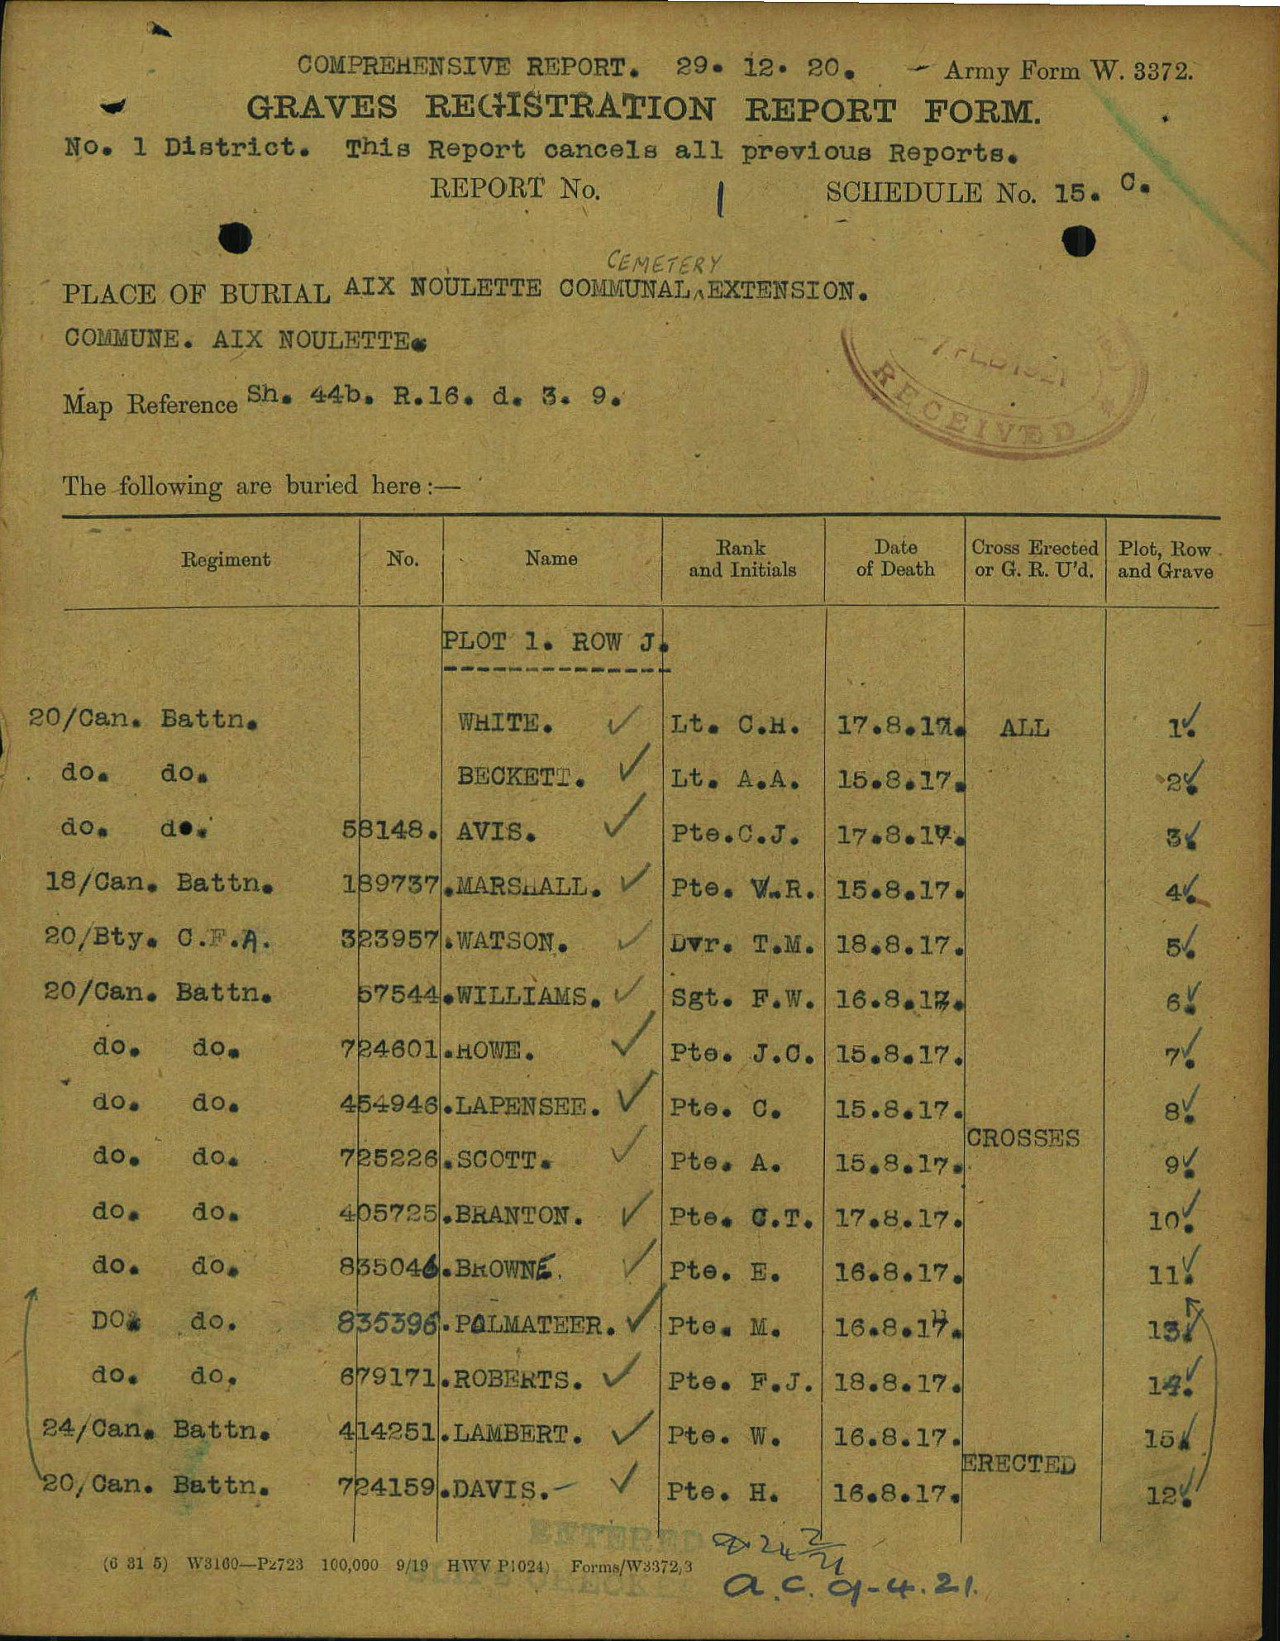 COMPREHENSIVE REPORT. 29. 12. 20. - Army Form W. 3372.
GRAVES REGISTRATION REPORT FORM.
No. 1 District. This Report cancels all previous Reports.
REPORT No. 1 SCHEDULE No. 15. C.
CEMETERY
PLACE OF BURIAL AIX NOULETTE COMMUNAL ^ EXTENSION.
COMMUNE. AIX NOULETTE.
RECEIVED
Map Reference Sh. 44b. R.16. d. 3. 9.
The following are buried here:—
Regiment No. Name Rank and Initials Date of Death Cross Erected or G. R. U'd. Plot, Row and Grave
PLOT 1. ROW J.
20/Can. Battn. WHITE. ✓ Lt. C.H. 17.8.17. ALL 1. ✓
do. do. BECKETT. ✓ Lt. A.A. 15.8.17. 2. ✓
do. do. 58148. AVIS. ✓ Pte. C.J. 17.8.17. 3. ✓
18/Can. Battn. 189737. MARSHALL. ✓ Pte. W.R. 15.8.17. 4. ✓
20/Bty. C.F.A. 323957. WATSON. ✓ Dvr. T.M. 18.8.17. 5. ✓
20/Can. Battn. 57544. WILLIAMS. ✓ Sgt. F.W. 16.8.17. 6. ✓
do. do. 724601. HOWE. ✓ Pte. J.C. 15.8.17. 7. ✓
do. do. 454946. LAPENSEE. ✓ Pte. C. 15.8.17. 8. ✓
CROSSES
do. do. 725226. SCOTT. ✓ Pte. A. 15.8.17. 9. ✓
do. do. 405725. BRANTON. ✓ Pte. C.T. 17.8.17. 10. ✓
do. do. 835046. BROWNE. ✓ Pte. E. 16.8.17. 11. ✓
DO. do. 835396. PALMATEER. ✓ Pte. M. 16.8.17. 13. ✓
do. do. 679171. ROBERTS. ✓ Pte. F.J. 18.8.17. 14. ✓
24/Can. Battn. 414251. LAMBERT. ✓ Pte. W. 16.8.17. 15. ✓
ERECTED
20/Can. Battn. 724159. DAVIS. - ✓ Pte. H. 16.8.17. 12. ✓
ENTERED
(6 31 5) W3160—P2723 100,000 9/19 HWV P1024) Forms/W3372/3
a.c. 9-4.21.